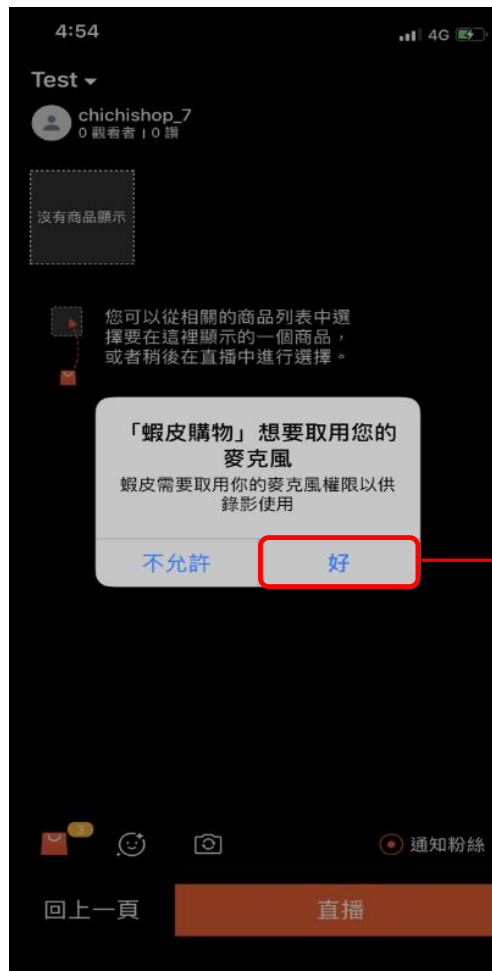 4:54
4G
Test
chichishop_7
0 觀看者 | 0 讚
沒有商品顯示
您可以從相關的商品列表中選
擇要在這裡顯示的一個商品，
或者稍後在直播中進行選擇。
「蝦皮購物」想要取用您的
麥克風
蝦皮需要取用你的麥克風權限以供
錄影使用
不允許
好
3
通知粉絲
回上一頁
直播